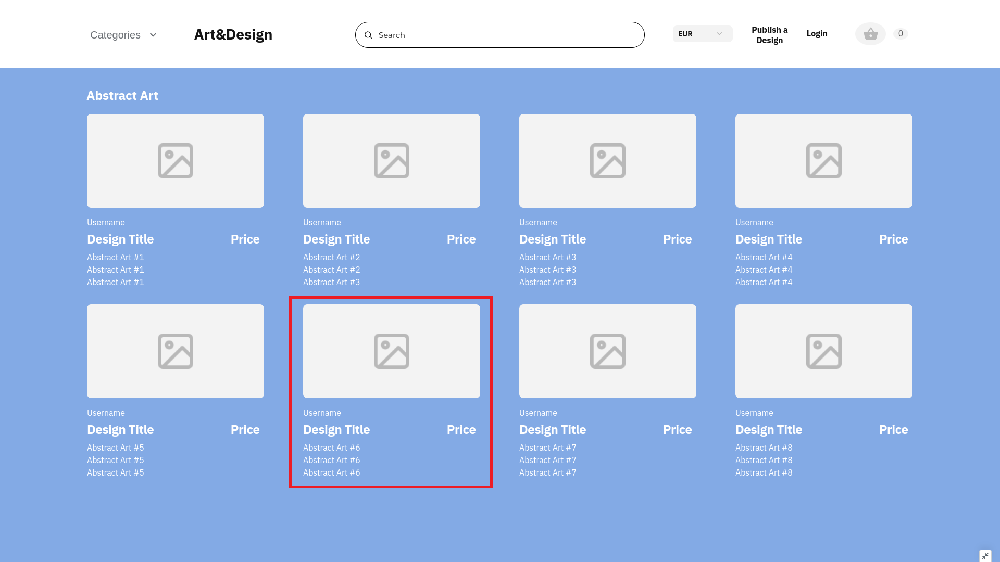 Categories
Art&Design
Search
EUR
Publish a
Design
Login
0
Abstract Art
Username
Design Title Price
Abstract Art #1
Abstract Art #1
Abstract Art #1
Username
Design Title Price
Abstract Art #2
Abstract Art #2
Abstract Art #3
Username
Design Title Price
Abstract Art #3
Abstract Art #3
Abstract Art #3
Username
Design Title Price
Abstract Art #4
Abstract Art #4
Abstract Art #4
Username
Design Title Price
Abstract Art #5
Abstract Art #5
Abstract Art #5
Username
Design Title Price
Abstract Art #6
Abstract Art #6
Abstract Art #6
Username
Design Title Price
Abstract Art #7
Abstract Art #7
Abstract Art #7
Username
Design Title Price
Abstract Art #8
Abstract Art #8
Abstract Art #8